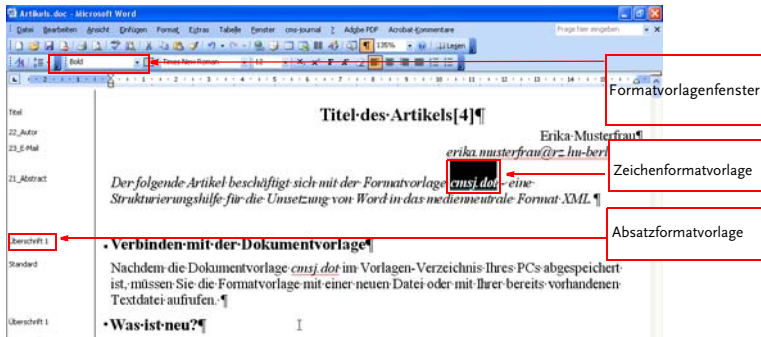 Artikels.doc - Microsoft Word
Datei Bearbeiten Ansicht Einfügen Format Extras Tabelle Fenster cms-journal ? Adobe PDF Acrobat-Kommentare
Frage hier eingeben
135%
Lesen
Bold
Times New Roman
12
Formatvorlagenfenster
Titel
Titel·des·Artikels[4]¶
22_Autor
Erika·Musterfrau¶
23_E-Mail
erika.musterfrau@rz.hu-berl
Zeichenformatvorlage
21_Abstract
Der·folgende·Artikel·beschäftigt·sich·mit·der·Formatvorlage·cmsj.dot·-·eine·
Strukturierungshilfe·für·die·Umsetzung·von·Word·in·das·medienneutrale·Format·XML.¶
Absatzformatvorlage
Überschrift 1
Verbinden·mit·der·Dokumentvorlage¶
Standard
Nachdem·die·Dokumentvorlage·cmsj.dot·im·Vorlagen-Verzeichnis·Ihres·PCs·abgespeichert·
ist,·müssen·Sie·die·Formatvorlage·mit·einer·neuen·Datei·oder·mit·Ihrer·bereits·vorhandenen·
Textdatei·aufrufen.·¶
Überschrift 1
Was·ist·neu?¶